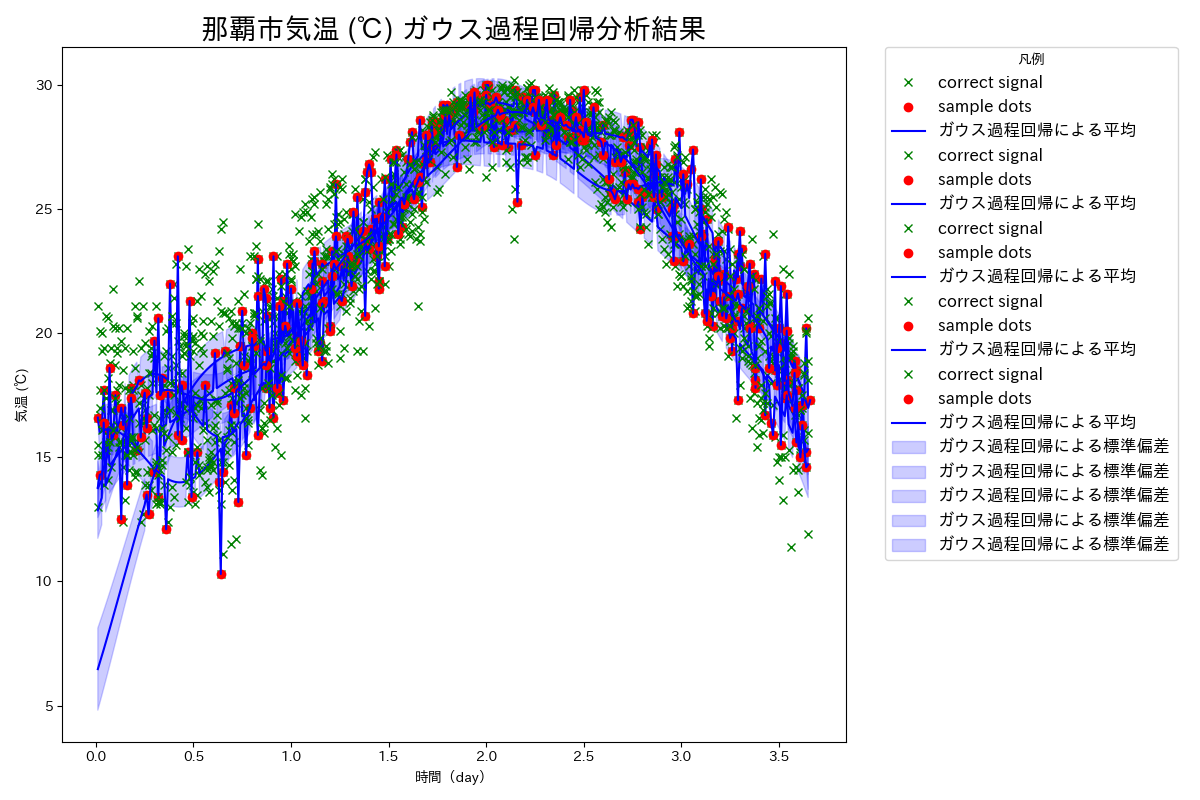 那覇市気温 (℃) ガウス過程回帰分析結果
気温 (℃)
30
25
20
15
10
5
0.0
0.5
1.0
1.5
2.0
2.5
3.0
3.5
時間（day）
凡例
correct signal
sample dots
ガウス過程回帰による平均
correct signal
sample dots
ガウス過程回帰による平均
correct signal
sample dots
ガウス過程回帰による平均
correct signal
sample dots
ガウス過程回帰による平均
correct signal
sample dots
ガウス過程回帰による平均
ガウス過程回帰による標準偏差
ガウス過程回帰による標準偏差
ガウス過程回帰による標準偏差
ガウス過程回帰による標準偏差
ガウス過程回帰による標準偏差